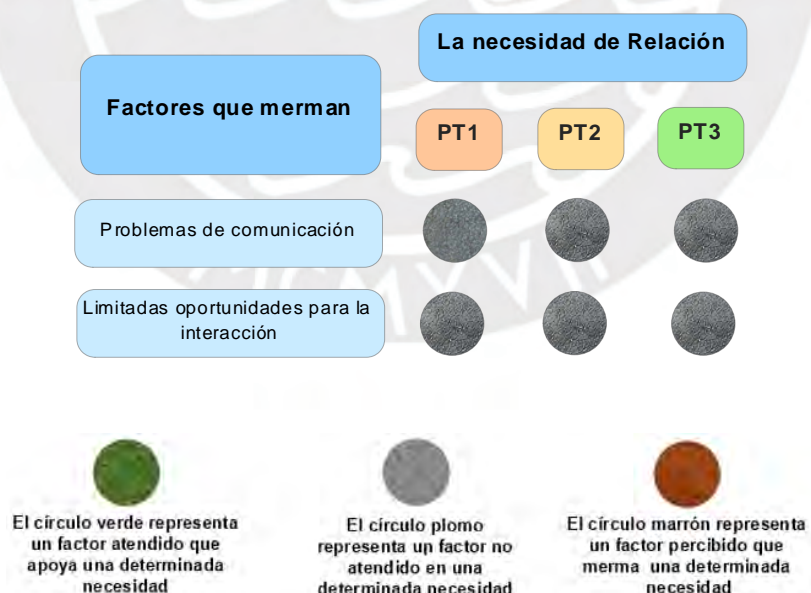 La necesidad de Relación
Factores que merman
PT1
PT2
PT3
Problemas de comunicación
Limitadas oportunidades para la
interacción
MCMXVII
El círculo verde representa
un factor atendido que
apoya una determinada
necesidad
El círculo plomo
representa un factor no
atendido en una
determinada necesidad
El círculo marrón representa
un factor percibido que
merma una determinada
necesidad